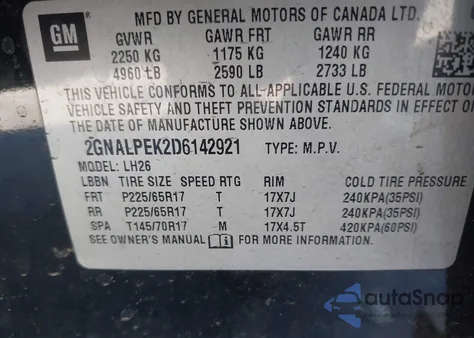 MFD BY GENERAL MOTORS OF CANADA LTD.
GM
GVWR GAWR FRT GAWR RR
2250 KG 1175 KG 1240 KG
4960 LB 2590 LB 2733 LB
THIS VEHICLE CONFORMS TO ALL APPLICABLE U.S. FEDERAL MOTOR
VEHICLE SAFETY AND THEFT PREVENTION STANDARDS IN EFFECT ON
THE DATE OF MANUFACTURE SHOWN ABOVE.
2GNALPEK2D6142921 TYPE: M.P.V.
MODEL: LH26
LBBN TIRE SIZE SPEED RTG RIM COLD TIRE PRESSURE
FRT P225/65R17 T 17X7J 240KPA(35PSI)
RR P225/65R17 T 17X7J 240KPA(35PSI)
SPA T145/70R17 M 17X4.5T 420KPA(60PSI)
SEE OWNER'S MANUAL FOR MORE INFORMATION.
autoSnap